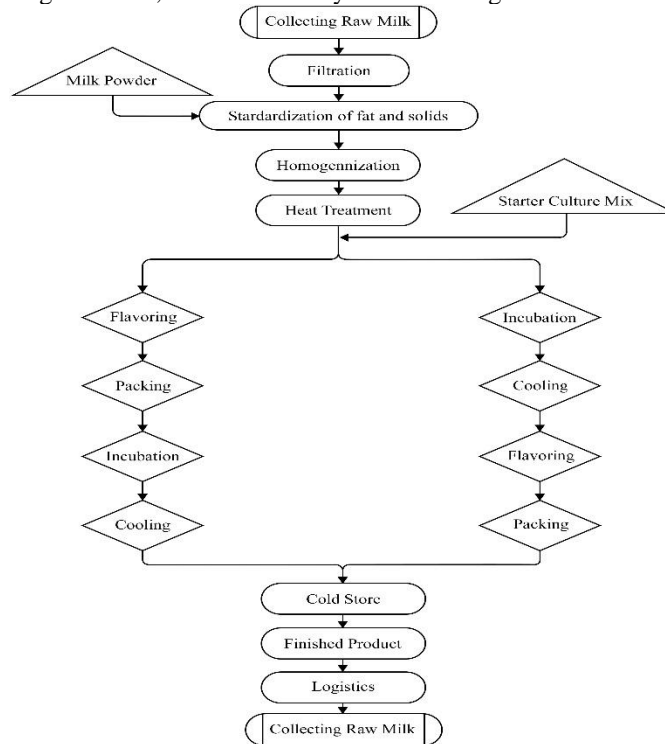 Collecting Raw Milk
Filtration
Milk Powder
Stardardization of fat and solids
Homogennization
Heat Treatment
Starter Culture Mix
Flavoring
Packing
Incubation
Cooling
Incubation
Cooling
Flavoring
Packing
Cold Store
Finished Product
Logistics
Collecting Raw Milk